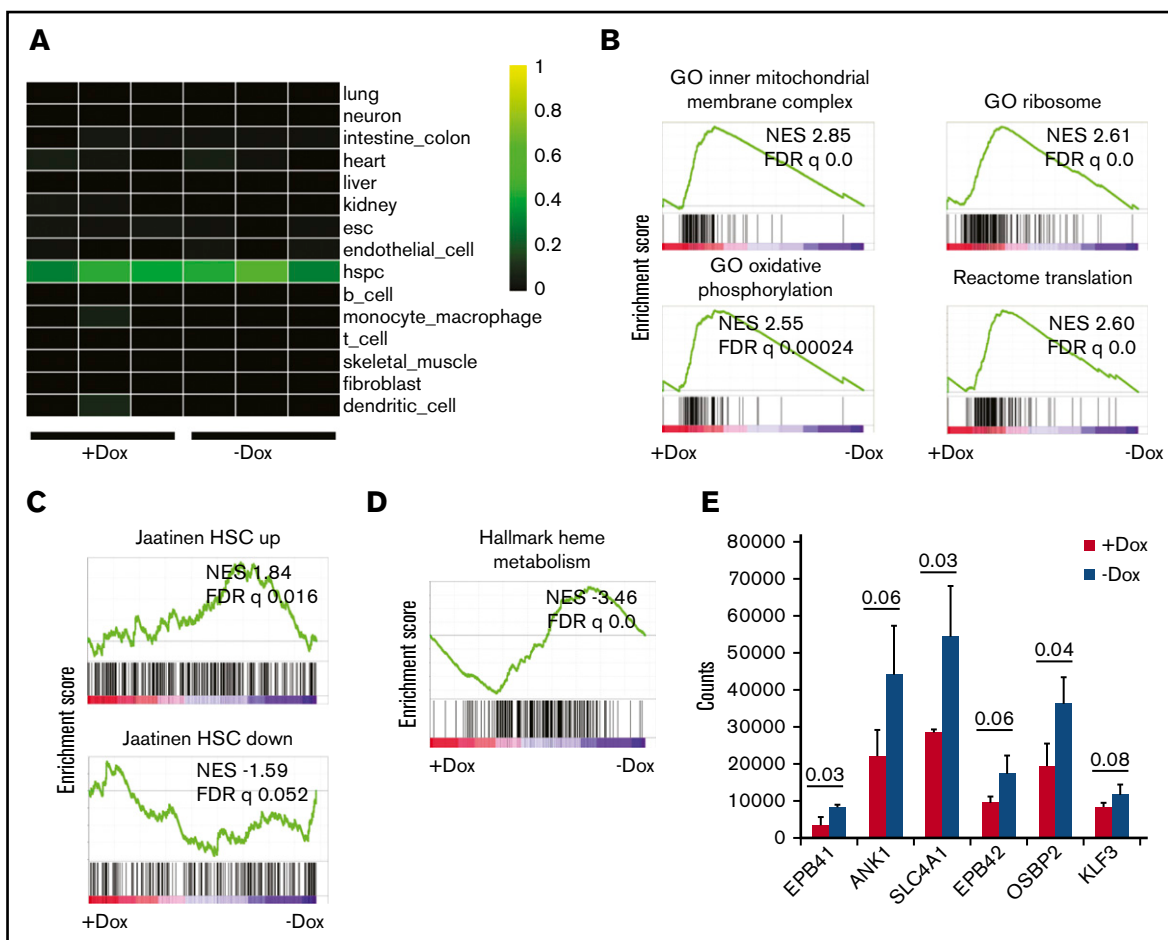 A
lung
neuron
intestine_colon
heart
liver
kidney
esc
endothelial_cell
hspc
b_cell
monocyte_macrophage
t_cell
skeletal_muscle
fibroblast
dendritic_cell
1
0.8
0.6
0.4
0.2
0
+Dox
-Dox
B
Enrichment score
GO inner mitochondrial
membrane complex
NES 2.85
FDR q 0.0
GO ribosome
NES 2.61
FDR q 0.0
GO oxidative
phosphorylation
NES 2.55
FDR q 0.00024
Reactome translation
NES 2.60
FDR q 0.0
+Dox
-Dox
+Dox
-Dox
C
Enrichment score
Jaatinen HSC up
NES 1.84
FDR q 0.016
Jaatinen HSC down
NES -1.59
FDR q 0.052
+Dox
-Dox
D
Hallmark heme
metabolism
Enrichment score
NES -3.46
FDR q 0.0
+Dox
-Dox
E
Counts
80000
70000
60000
50000
40000
30000
20000
10000
0
0.03
0.06
0.03
0.06
0.04
0.08
+Dox
-Dox
EPB41
ANK1
SLC4A1
EPB42
OSBP2
KLF3